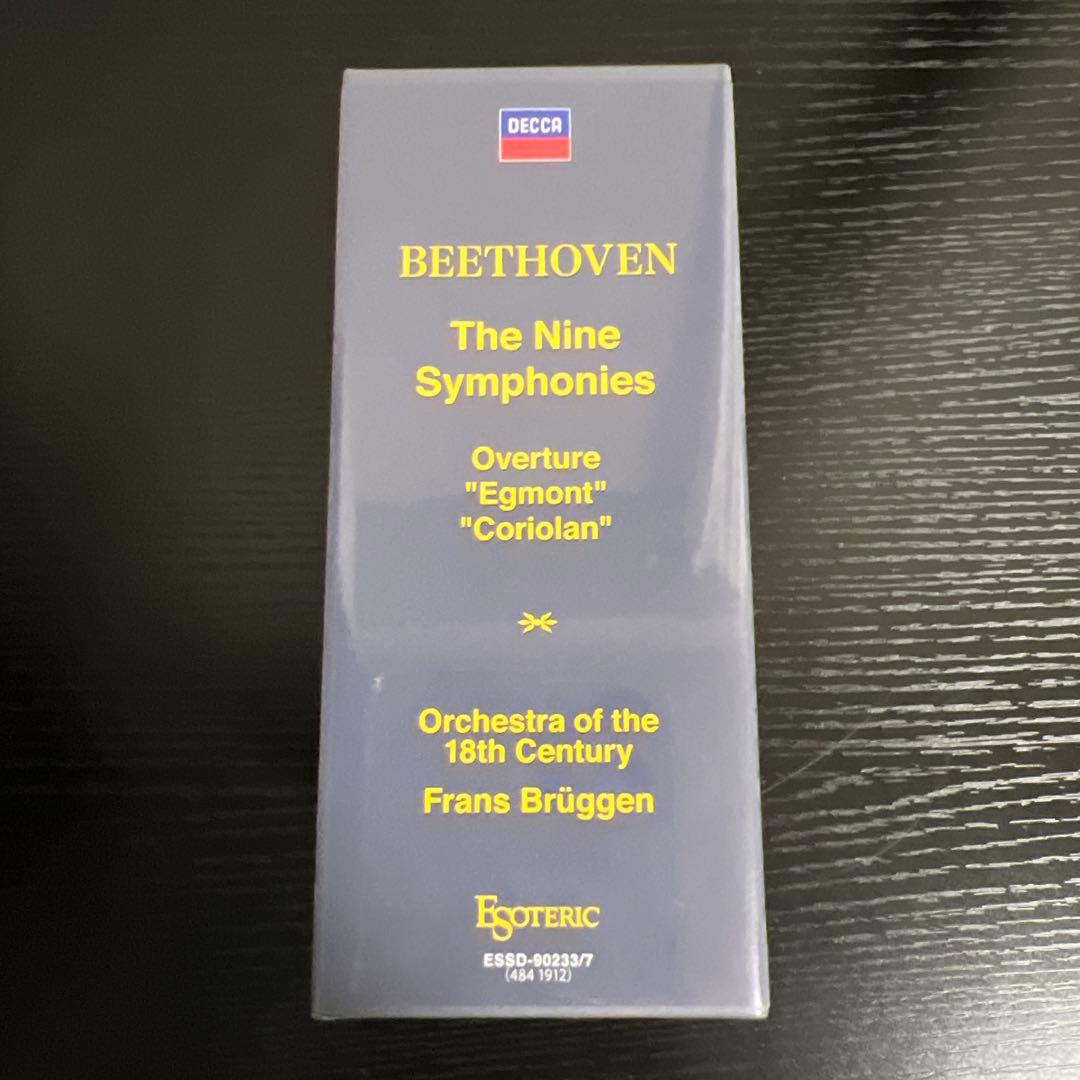 DECCA
BEETHOVEN
The Nine
Symphonies
Overture
"Egmont"
"Coriolan"
Orchestra of the
18th Century
Frans Brüggen
ESOTERIC
ESSD-90233/7
(484 1912)